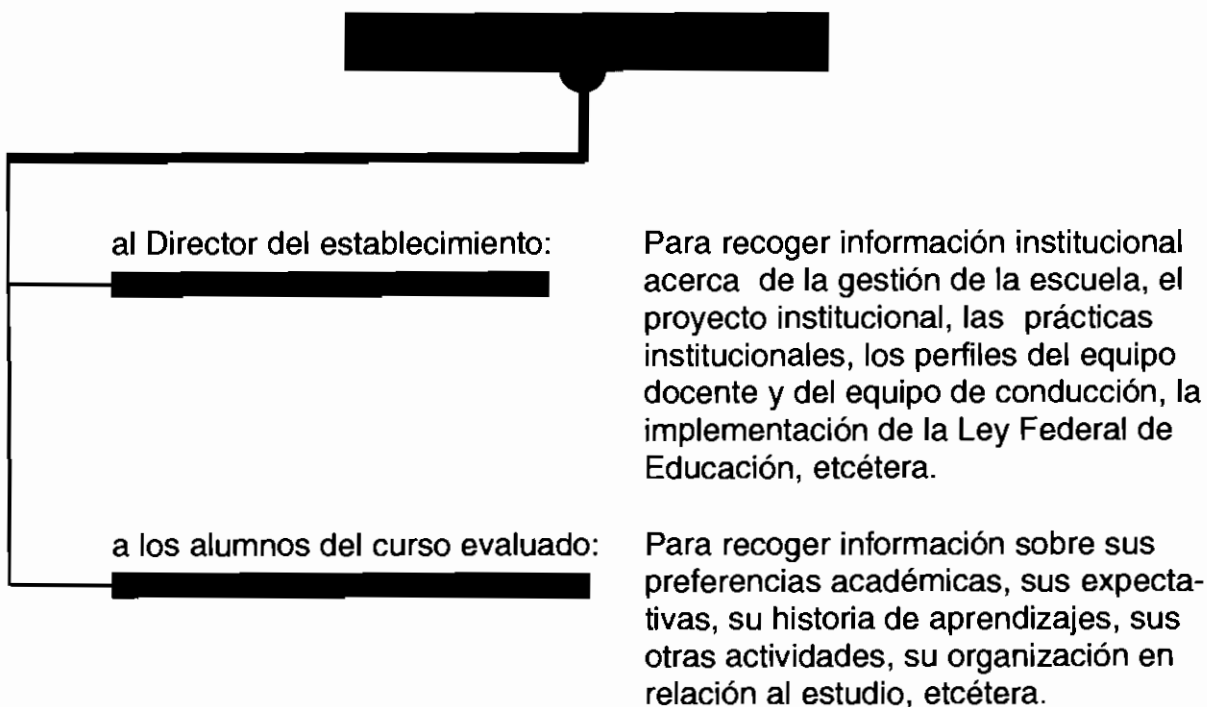 al Director del establecimiento:
Para recoger información institucional
acerca de la gestión de la escuela, el
proyecto institucional, las prácticas
institucionales, los perfiles del equipo
docente y del equipo de conducción, la
implementación de la Ley Federal de
Educación, etcétera.
a los alumnos del curso evaluado:
Para recoger información sobre sus
preferencias académicas, sus expecta-
tivas, su historia de aprendizajes, sus
otras actividades, su organización en
relación al estudio, etcétera.